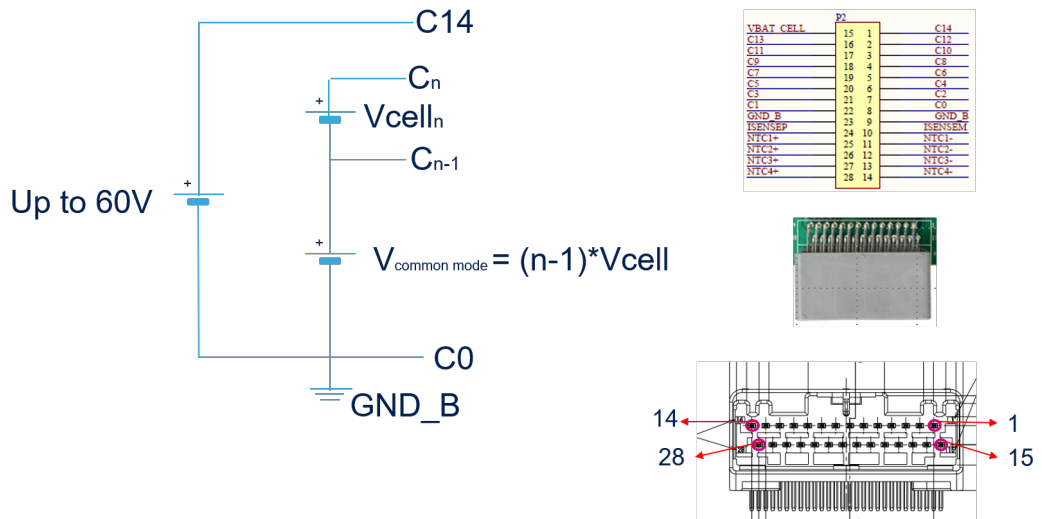 C14
Cn
Vcelln
Cn-1
Up to 60V
Vcommon mode = (n-1)*Vcell
C0
GND_B
P2
VBAT_CELL 15 1 C14
C13 16 2 C12
C11 17 3 C10
C9 18 4 C8
C7 19 5 C6
C5 20 6 C4
C3 21 7 C2
C1 22 8 C0
GND_B 23 9 GND_B
ISENSEP 24 10 ISENSEM
NTC1+ 25 11 NTC1-
NTC2+ 26 12 NTC2-
NTC3+ 27 13 NTC3-
NTC4+ 28 14 NTC4-
14 1
28 15